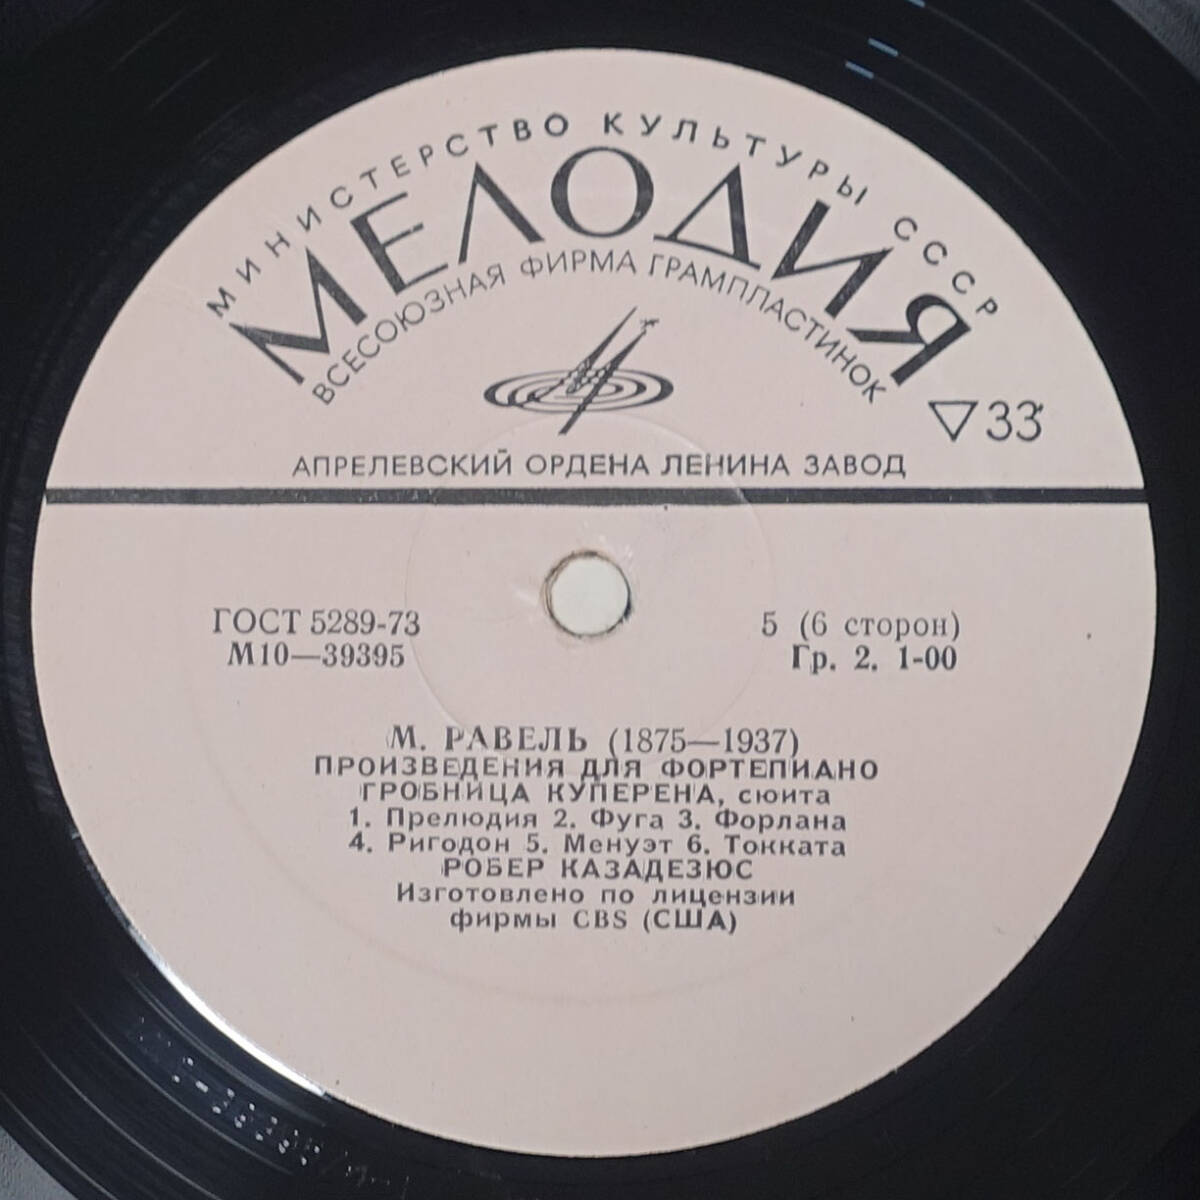 МИНИСТЕРСТВО КУЛЬТУРЫ СССР
МЕЛОДИЯ
ВСЕСОЮЗНАЯ ФИРМА ГРАМПЛАСТИНОК
33
АПРЕЛЕВСКИЙ ОРДЕНА ЛЕНИНА ЗАВОД
ГОСТ 5289-73
М10—39395
5 (6 сторон)
Гр. 2. 1-00
М. РАВЕЛЬ (1875—1937)
ПРОИЗВЕДЕНИЯ ДЛЯ ФОРТЕПИАНО
ГРОБНИЦА КУПЕРЕНА, сюита
1. Прелюдия 2. Фуга 3. Форлана
4. Ригодон 5. Менуэт 6. Токката
РОБЕР КАЗАДЕЗЮС
Изготовлено по лицензии
фирмы CBS (США)